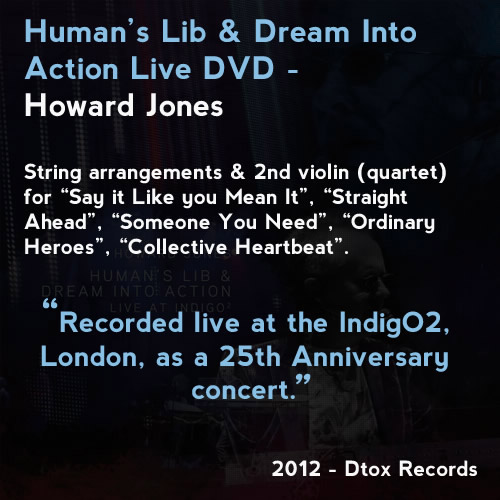 Human's Lib & Dream Into
Action Live DVD -
Howard Jones
String arrangements & 2nd violin (quartet)
for “Say it Like you Mean It”, “Straight
Ahead”, “Someone You Need”, “Ordinary
Heroes”, “Collective Heartbeat”.
HOWARD JONES
HUMAN'S LIB &
DREAM INTO ACTION
LIVE AT INDIGO2
“Recorded live at the IndigO2,
London, as a 25th Anniversary
concert.”
2012 - Dtox Records